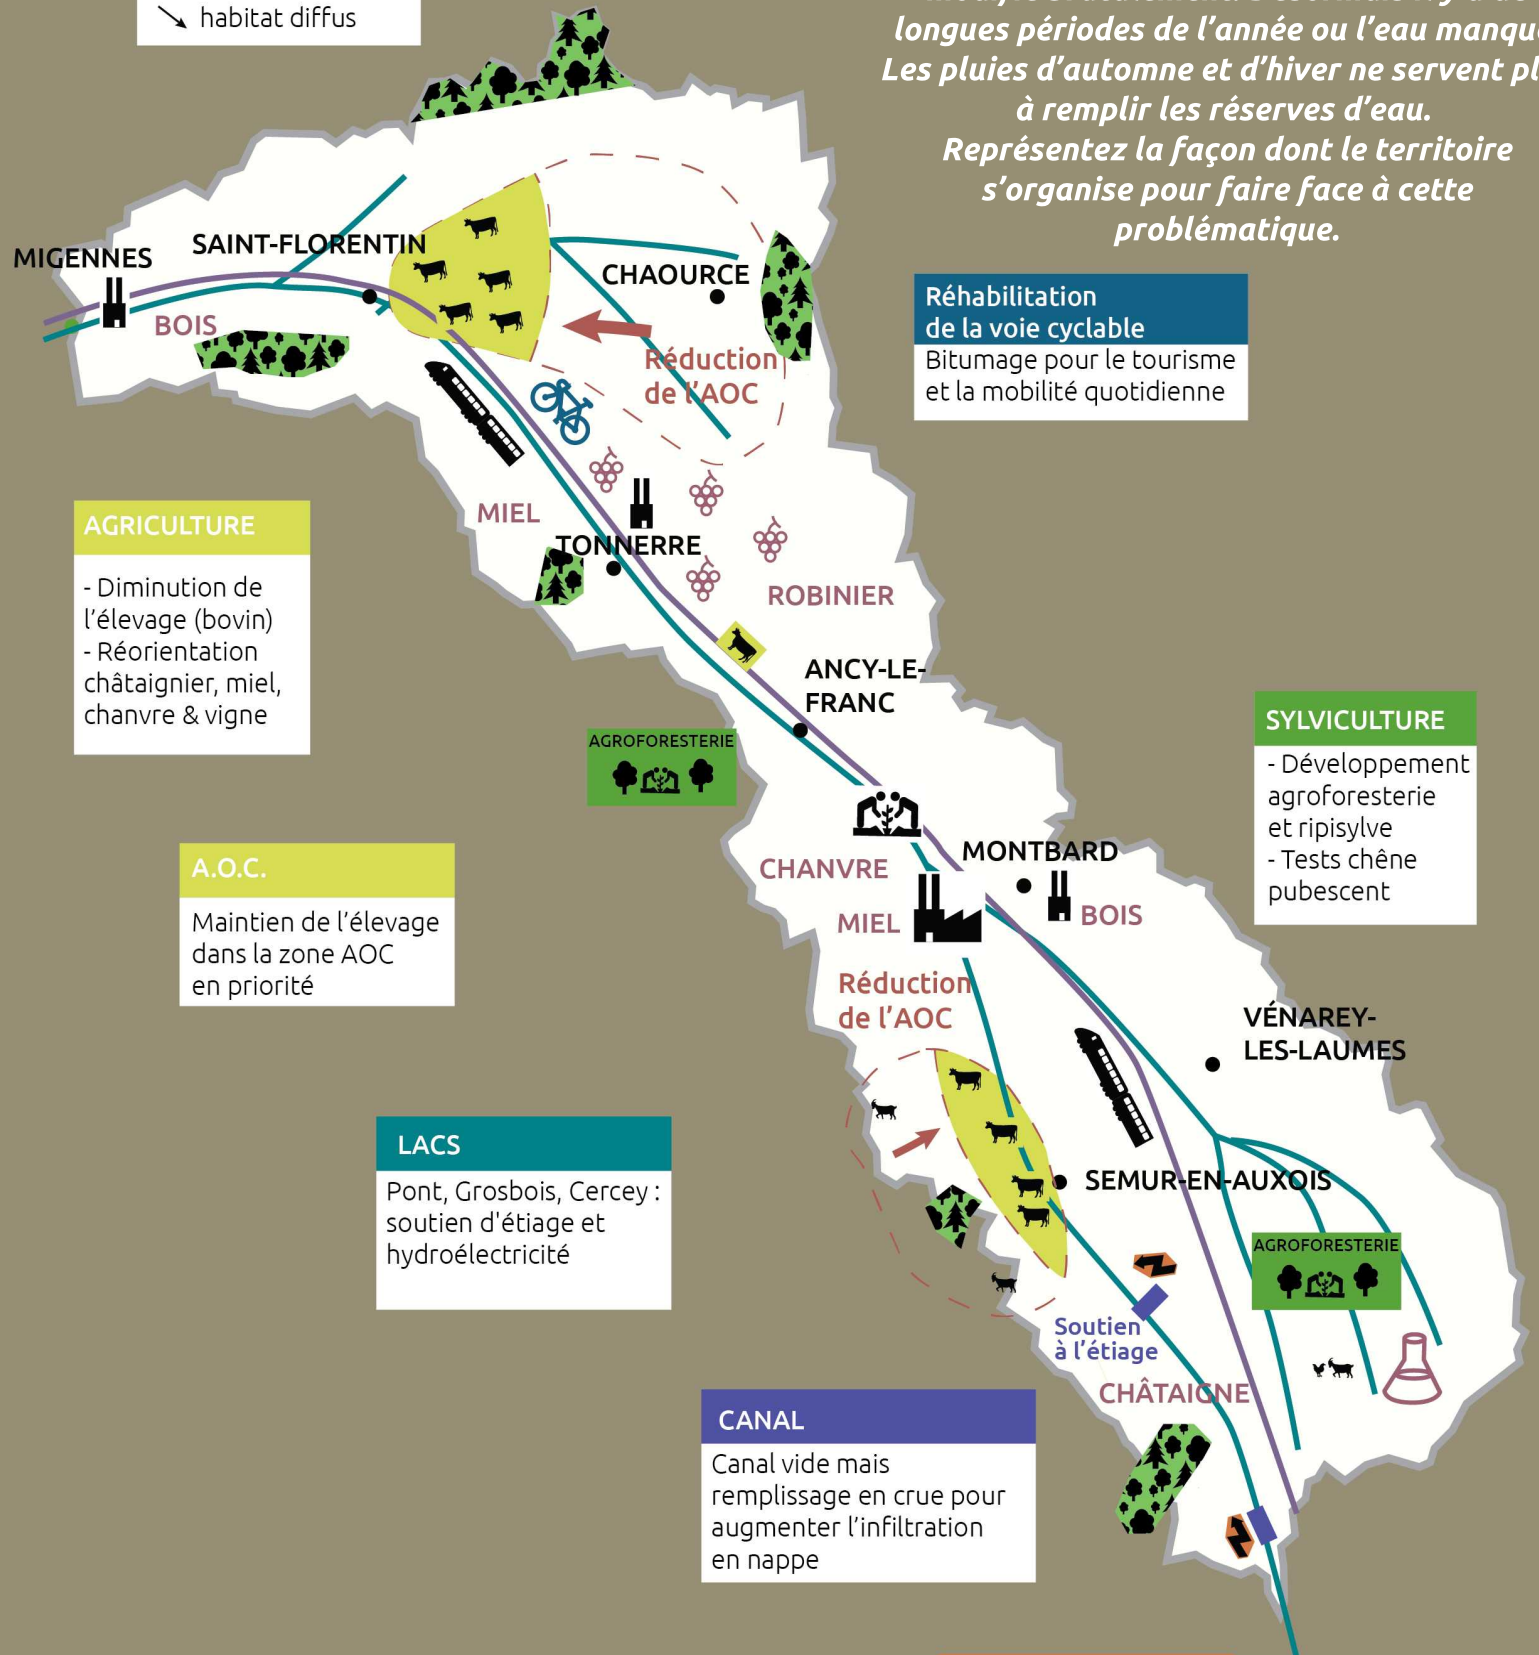 habitat diffus
longues périodes de l'année ou l'eau manqu
Les pluies d'automne et d'hiver ne servent pl
à remplir les réserves d'eau.
Représentez la façon dont le territoire
s'organise pour faire face à cette
problématique.
MIGENNES
SAINT-FLORENTIN
CHAOURCE
BOIS
Réduction
de l'AOC
Réhabilitation
de la voie cyclable
Bitumage pour le tourisme
et la mobilité quotidienne
AGRICULTURE
- Diminution de
l'élevage (bovin)
- Réorientation
châtaignier, miel,
chanvre & vigne
MIEL
TONNERRE
ROBINIER
ANCY-LE-
FRANC
AGROFORESTERIE
SYLVICULTURE
- Développement
agroforesterie
et ripisylve
- Tests chêne
pubescent
A.O.C.
Maintien de l'élevage
dans la zone AOC
en priorité
CHANVRE
MONTBARD
MIEL
BOIS
Réduction
de l'AOC
VÉNAREY-
LES-LAUMES
LACS
Pont, Grosbois, Cercey :
soutien d'étiage et
hydroélectricité
SEMUR-EN-AUXOIS
AGROFORESTERIE
Soutien
à l'étiage
CHÂTAIGNE
CANAL
Canal vide mais
remplissage en crue pour
augmenter l'infiltration
en nappe